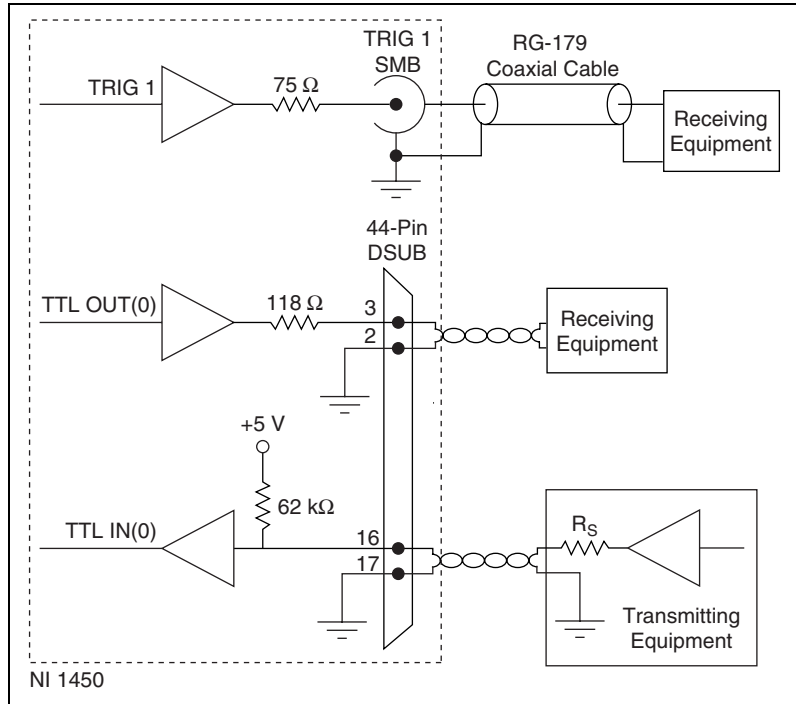 TRIG 1
SMB
RG-179
Coaxial Cable
TRIG 1
75 Ω
Receiving
Equipment
44-Pin
DSUB
TTL OUT(0)
118 Ω
3
2
Receiving
Equipment
+5 V
62 kΩ
TTL IN(0)
16
17
RS
Transmitting
Equipment
NI 1450